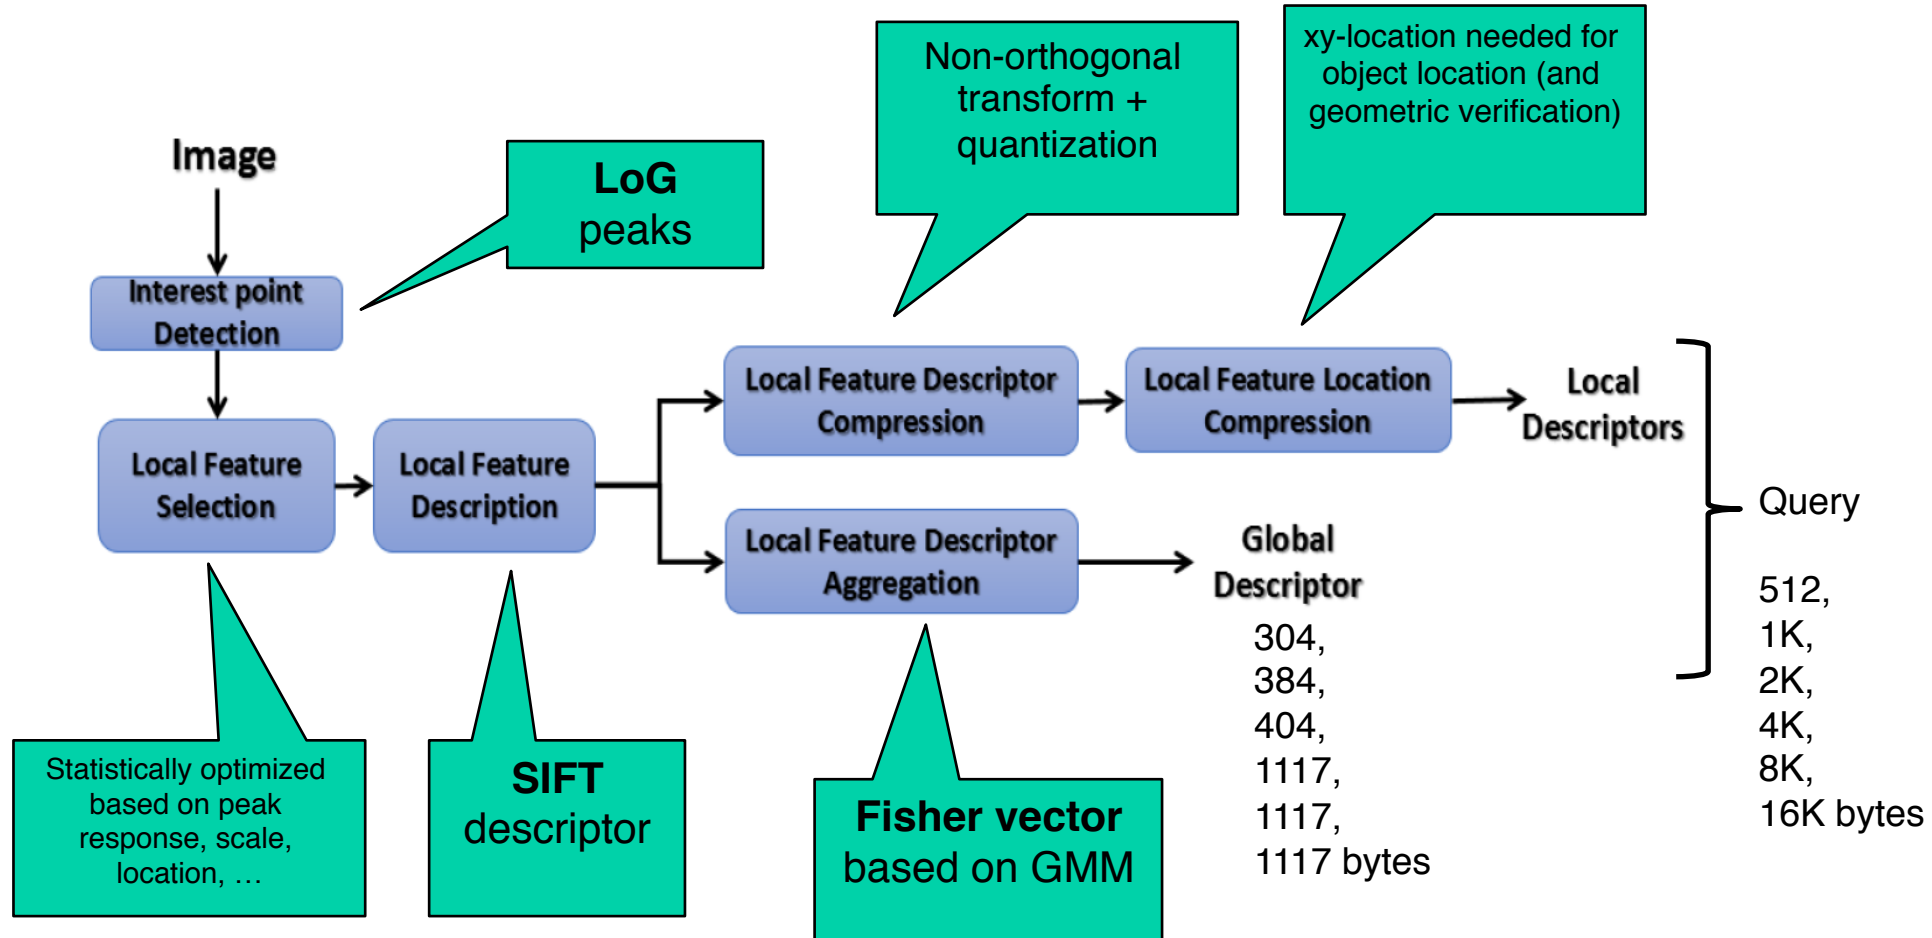 Non-orthogonal
transform +
quantization
xy-location needed for
object location (and
geometric verification)
Image
LoG
peaks
Interest point
Detection
Local Feature
Selection
Local Feature
Description
Local Feature Descriptor
Compression
Local Feature Location
Compression
Local
Descriptors
Local Feature Descriptor
Aggregation
Global
Descriptor
304,
384,
404,
1117,
1117,
1117 bytes
Query
512,
1K,
2K,
4K,
8K,
16K bytes
Statistically optimized
based on peak
response, scale,
location, …
SIFT
descriptor
Fisher vector
based on GMM